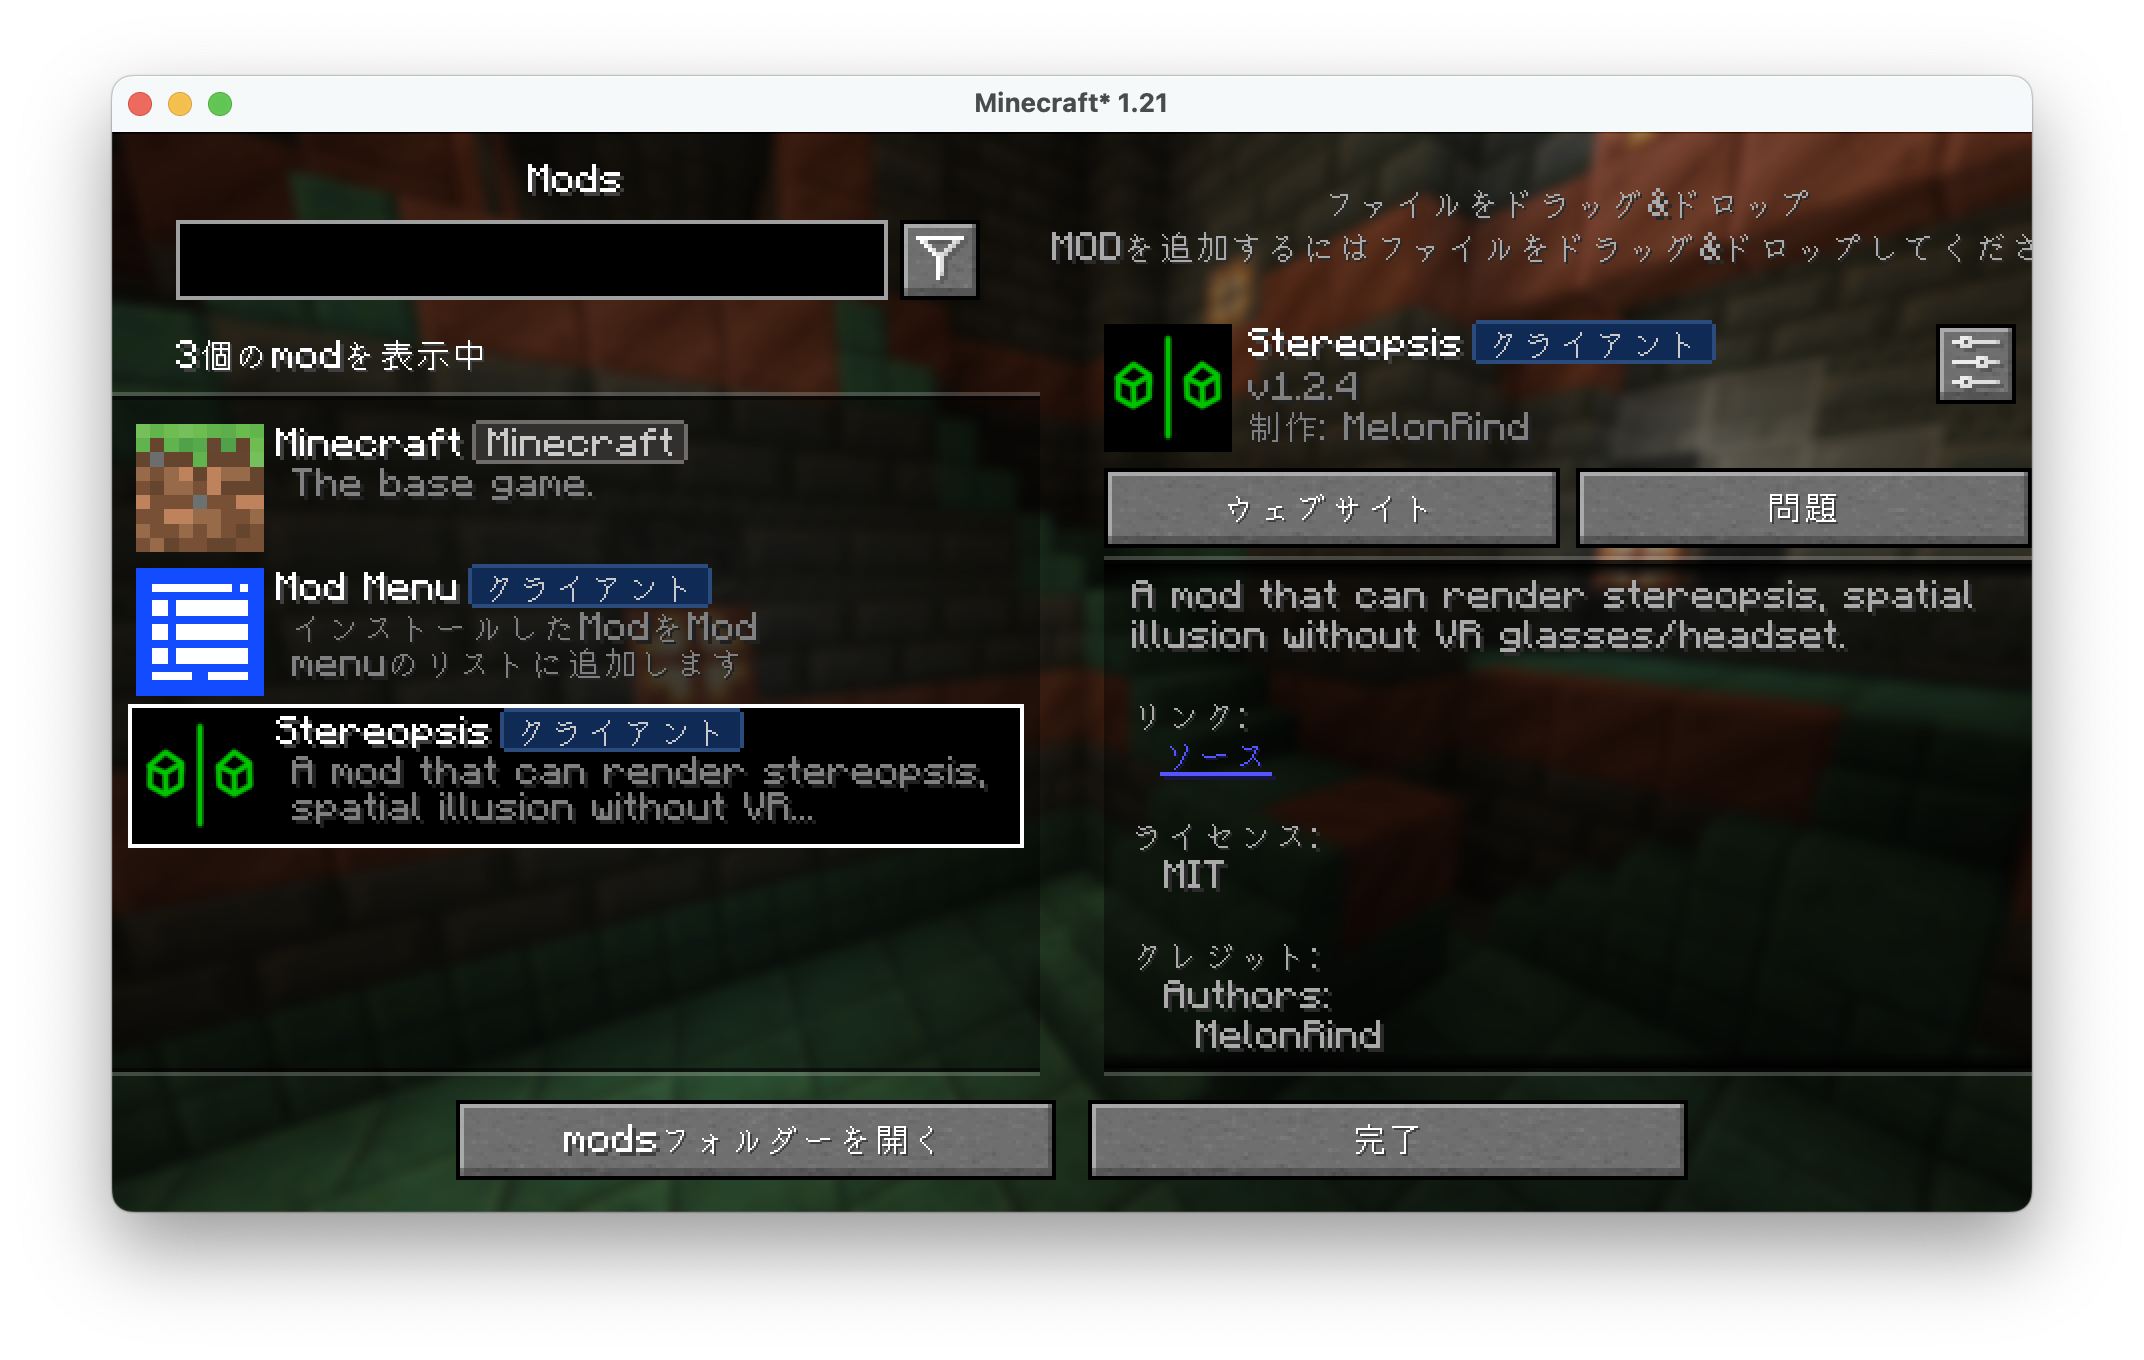 Minecraft* 1.21
Mods
ファイルをドラッグ&ドロップ
MODを追加するにはファイルをドラッグ&ドロップしてくださ
3個のmodを表示中
Minecraft Minecraft
The base game.
Mod Menu クライアント
インストールしたModをMod
menuのリストに追加します
Stereopsis クライアント
A mod that can render stereopsis,
spatial illusion without VR...
Stereopsis クライアント
v1.2.4
制作: MelonRind
ウェブサイト
問題
A mod that can render stereopsis, spatial
illusion without VR glasses/headset.
リンク:
ソース
ライセンス:
MIT
クレジット:
Authors:
MelonRind
modsフォルダーを開く
完了